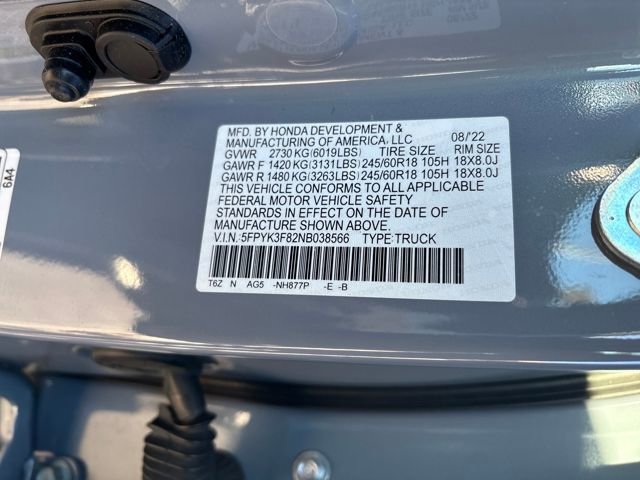 MFD. BY HONDA DEVELOPMENT &
MANUFACTURING OF AMERICA, LLC 08/'22
GVWR 2730 KG(6019LBS) TIRE SIZE RIM SIZE
GAWR F 1420 KG(3131LBS) 245/60R18 105H 18X8.0J
GAWR R 1480 KG(3263LBS) 245/60R18 105H 18X8.0J
THIS VEHICLE CONFORMS TO ALL APPLICABLE
FEDERAL MOTOR VEHICLE SAFETY
STANDARDS IN EFFECT ON THE DATE OF
MANUFACTURE SHOWN ABOVE.
V.I.N. 5FPYK3F82NB038566 TYPE:TRUCK
T6Z N AG5 -NH877P -E -B
6A4